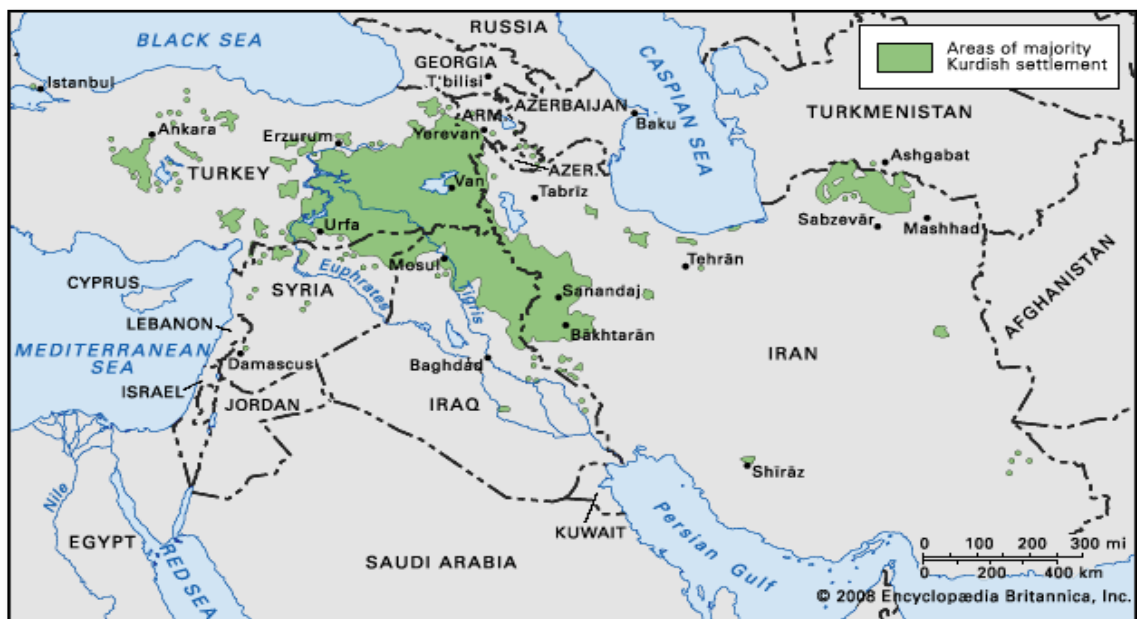 RUSSIA
BLACK SEA
Areas of majority
Kurdish settlement
GEORGIA
T'bilisi
CASPIAN SEA
Istanbul
AZERBAIJAN
TURKMENISTAN
ARM.
Baku
Ankara
Erzurum
Yerevan
Ashgabat
AZER.
TURKEY
Van
Tabrīz
Sabzevār
Mashhad
Urfa
Tehrān
CYPRUS
Mosul
SYRIA
Euphrates
Tigris
Sanandaj
AFGHANISTAN
LEBANON
Bākhtarān
MEDITERRANEAN
SEA
Damascus
Baghdād
IRAN
ISRAEL
JORDAN
IRAQ
Shīrāz
Nile
KUWAIT
EGYPT
RED SEA
SAUDI ARABIA
Persian Gulf
0 100 200 300 mi
0 200 400 km
© 2008 Encyclopædia Britannica, Inc.